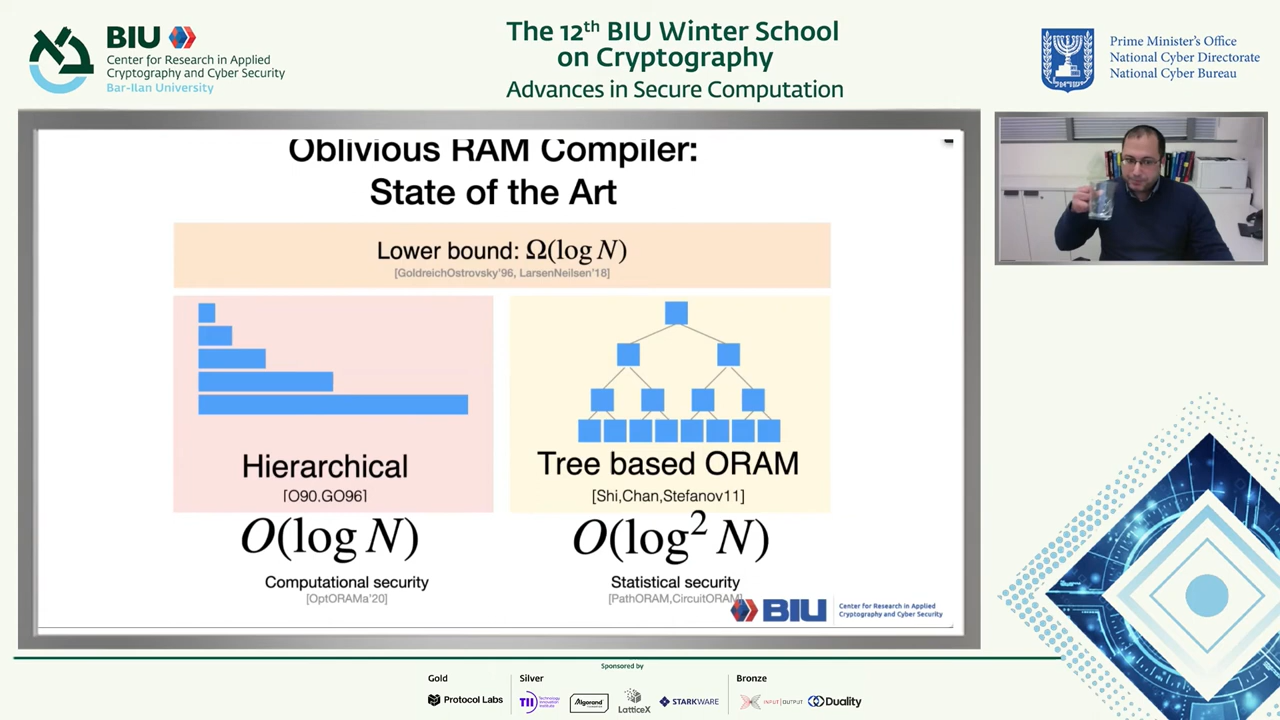 BIU
Center for Research in Applied
Cryptography and Cyber Security
Bar-Ilan University
The 12th BIU Winter School
on Cryptography
Advances in Secure Computation
Prime Minister's Office
National Cyber Directorate
National Cyber Bureau
Oblivious RAM Compiler:
State of the Art
Lower bound: Ω(log N)
[GoldreichOstrovsky'96, LarsenNeilsen'18]
Hierarchical
[O90,GO96]
O(log N)
Computational security
[OptORAMa'20]
Tree based ORAM
[Shi,Chan,Stefanov11]
O(log² N)
Statistical security
[PathORAM,CircuitORAM
BIU
Center for Research in Applied
Cryptography and Cyber Security
Sponsored by
Gold
Protocol Labs
Silver
TII
Technology
Innovation
Institute
Algorand
LatticeX
STARKWARE
Bronze
INPUT OUTPUT
Duality